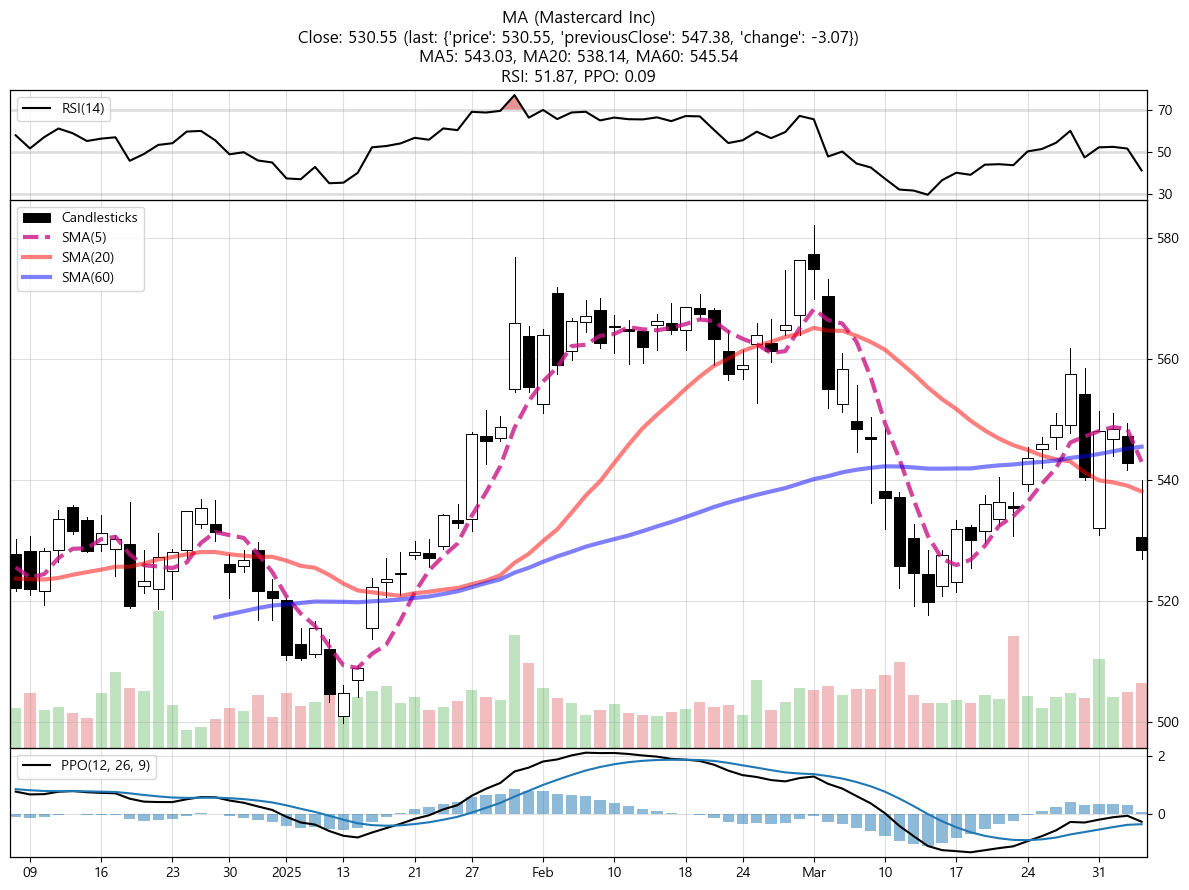 MA (Mastercard Inc)
Close: 530.55 (last: {'price': 530.55, 'previousClose': 547.38, 'change': -3.07})
MA5: 543.03, MA20: 538.14, MA60: 545.54
RSI: 51.87, PPO: 0.09
RSI(14)
70
50
30
Candlesticks
SMA(5)
SMA(20)
SMA(60)
580
560
540
520
500
PPO(12, 26, 9)
2
0
09 16 23 30 2025 13 21 27 Feb 10 18 24 Mar 10 17 24 31